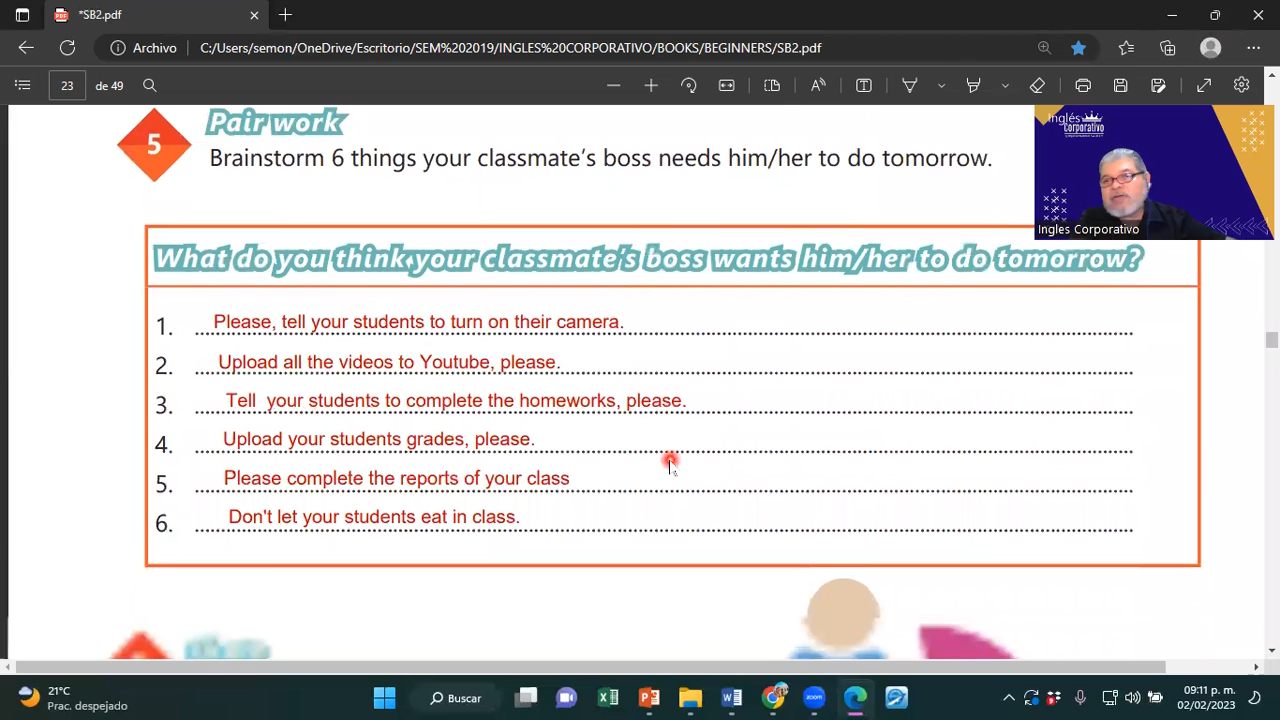 *SB2.pdf
Archivo
C:/Users/semon/OneDrive/Escritorio/SEM%202019/INGLES%20CORPORATIVO/BOOKS/BEGINNERS/SB2.pdf
23 de 49
5
Pair work
Brainstorm 6 things your classmate's boss needs him/her to do tomorrow.
Inglés
Corporativo
Ingles Corporativo
What do you think your classmate's boss wants him/her to do tomorrow?
1. Please, tell your students to turn on their camera.
2. Upload all the videos to Youtube, please.
3. Tell  your students to complete the homeworks, please.
4. Upload your students grades, please.
5. Please complete the reports of your class
6. Don't let your students eat in class.
21°C
Prac. despejado
Buscar
zoom
09:11 p. m.
02/02/2023